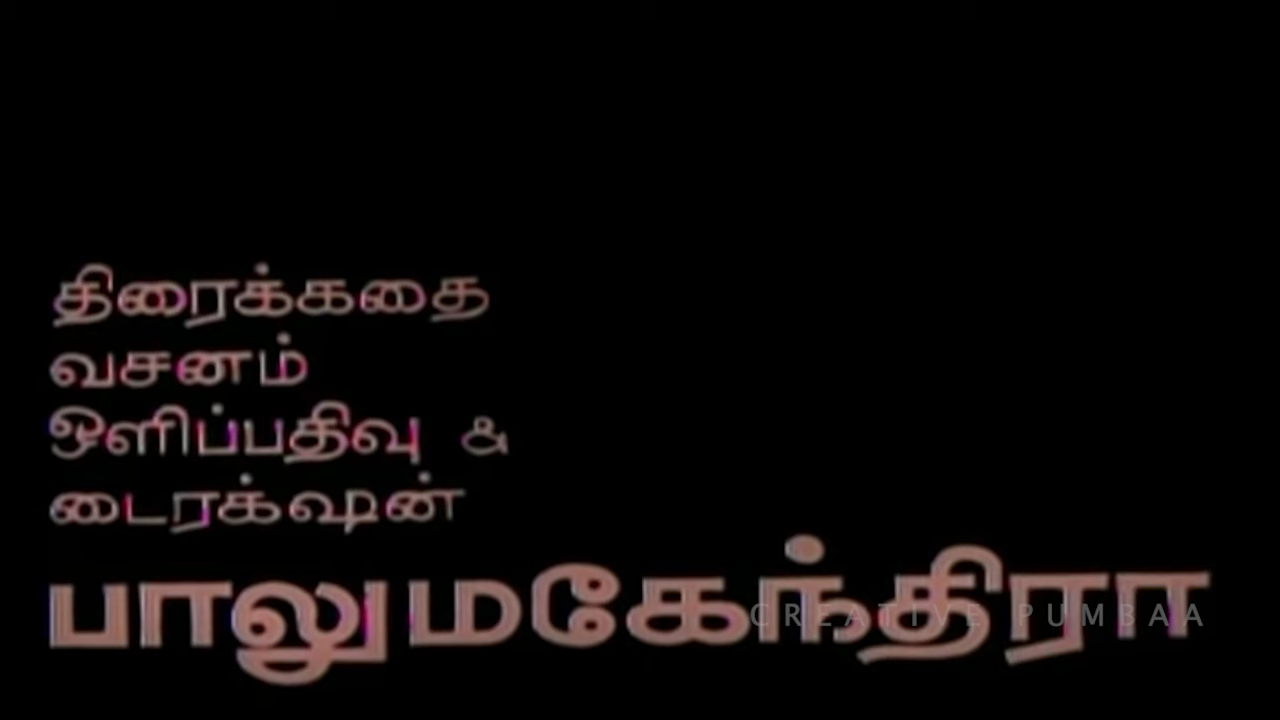 திரைக்கதை
வசனம்
ஒளிப்பதிவு &
டைரக்ஷன்
பாலுமகேந்திரா
CREATIVE PUMBAA